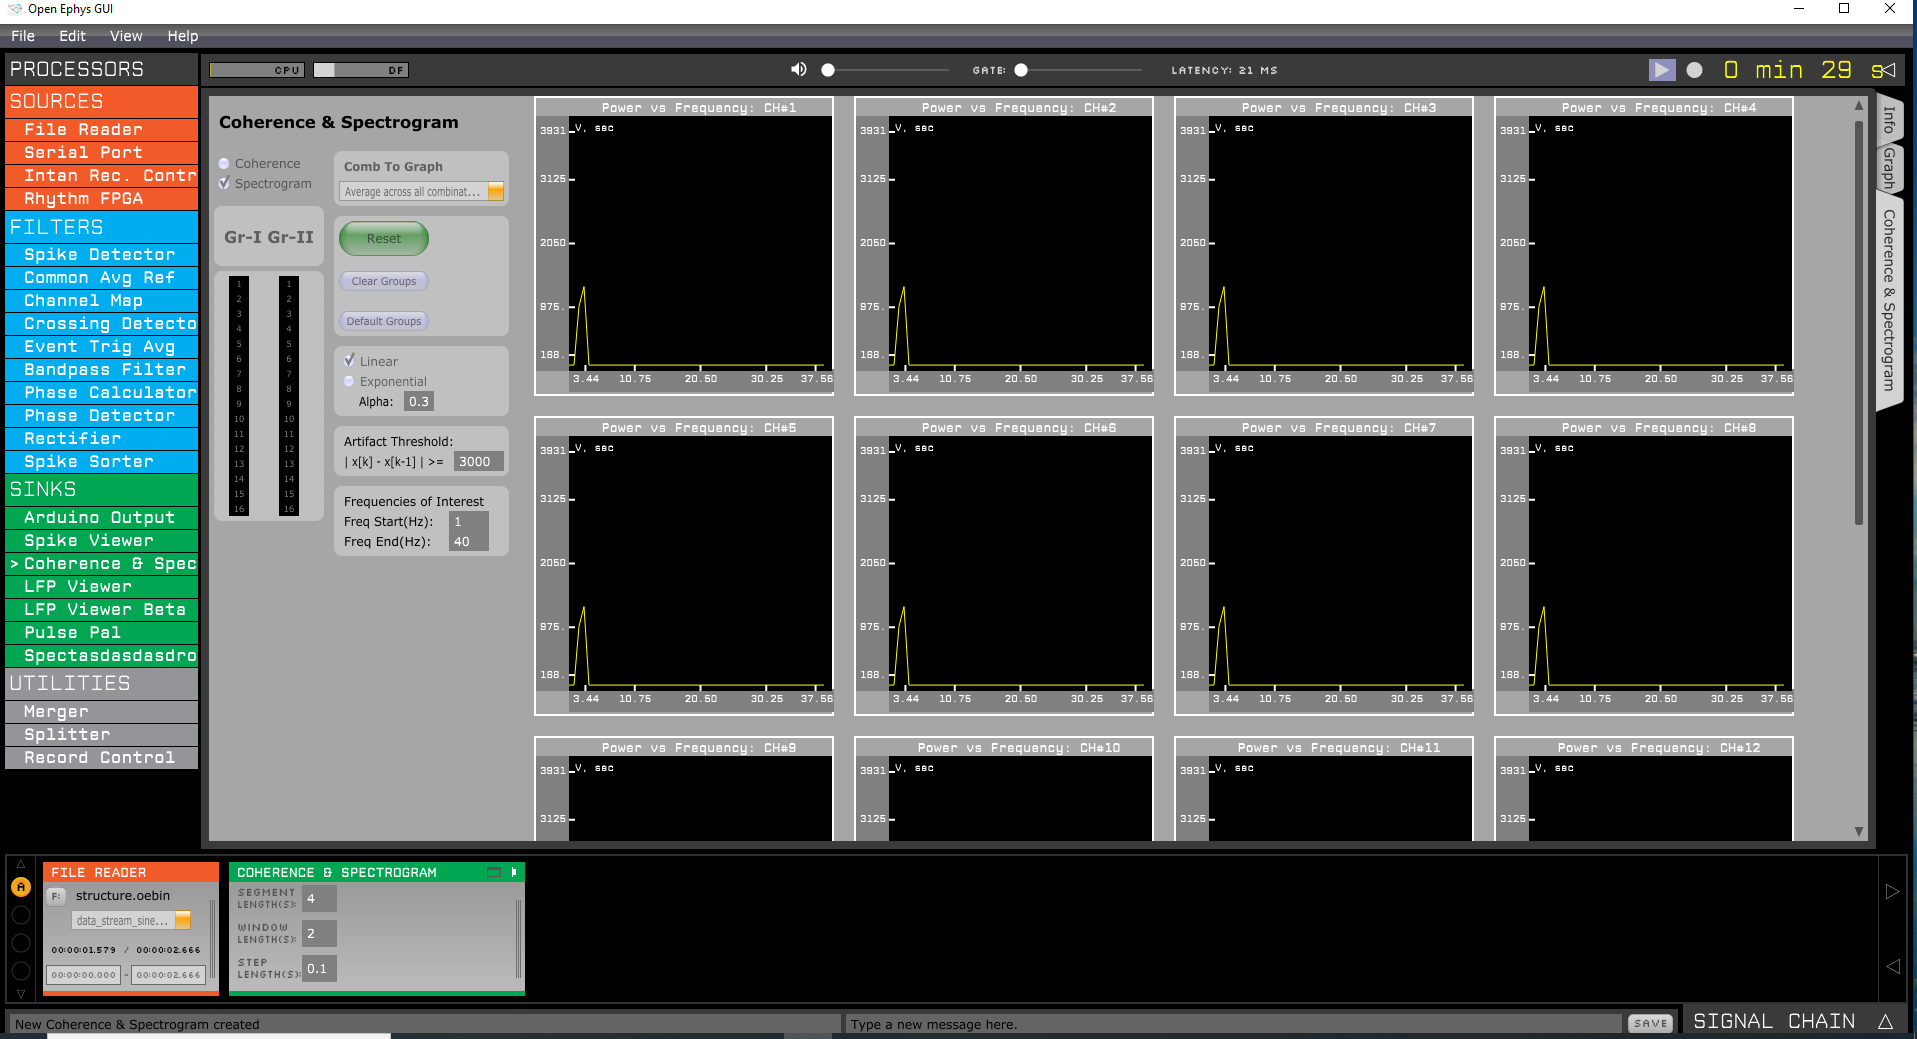 Open Ephys GUI
File Edit View Help
PROCESSORS
SOURCES
File Reader
Serial Port
Intan Rec. Contr
Rhythm FPGA
FILTERS
Spike Detector
Common Avg Ref
Channel Map
Crossing Detecto
Event Trig Avg
Bandpass Filter
Phase Calculator
Phase Detector
Rectifier
Spike Sorter
SINKS
Arduino Output
Spike Viewer
> Coherence & Spec
LFP Viewer
LFP Viewer Beta
Pulse Pal
Spectasdasdasdro
UTILITIES
Merger
Splitter
Record Control
CPU DF GATE: LATENCY: 21 MS 0 min 29 s
Coherence & Spectrogram
Coherence
Spectrogram
Gr-I Gr-II
1 1
2 2
3 3
4 4
5 5
6 6
7 7
8 8
9 9
10 10
11 11
12 12
13 13
14 14
15 15
16 16
Comb To Graph
Average across all combinat...
Reset
Clear Groups
Default Groups
Linear
Exponential
Alpha: 0.3
Artifact Threshold:
| x[k] - x[k-1] | >= 3000
Frequencies of Interest
Freq Start(Hz): 1
Freq End(Hz): 40
Power vs Frequency: CH#1
3931 V, sec
3125
2050
975.
168.
3.44 10.75 20.50 30.25 37.56
Power vs Frequency: CH#2
3931 V, sec
3125
2050
975.
168.
3.44 10.75 20.50 30.25 37.56
Power vs Frequency: CH#3
3931 V, sec
3125
2050
975.
168.
3.44 10.75 20.50 30.25 37.56
Power vs Frequency: CH#4
3931 V, sec
3125
2050
975.
168.
3.44 10.75 20.50 30.25 37.56
Power vs Frequency: CH#5
3931 V, sec
3125
2050
975.
168.
3.44 10.75 20.50 30.25 37.56
Power vs Frequency: CH#6
3931 V, sec
3125
2050
975.
168.
3.44 10.75 20.50 30.25 37.56
Power vs Frequency: CH#7
3931 V, sec
3125
2050
975.
168.
3.44 10.75 20.50 30.25 37.56
Power vs Frequency: CH#8
3931 V, sec
3125
2050
975.
168.
3.44 10.75 20.50 30.25 37.56
Power vs Frequency: CH#9
3931 V, sec
3125
Power vs Frequency: CH#10
3931 V, sec
3125
Power vs Frequency: CH#11
3931 V, sec
3125
Power vs Frequency: CH#12
3931 V, sec
3125
Info
Graph
Coherence & Spectrogram
A
FILE READER
F: structure.oebin
data_stream_sine...
00:00:01.579 / 00:00:02.666
00:00:00.000 - 00:00:02.666
COHERENCE & SPECTROGRAM
SEGMENT
LENGTH(S): 4
WINDOW
LENGTH(S): 2
STEP
LENGTH(S): 0.1
New Coherence & Spectrogram created
Type a new message here.
SAVE
SIGNAL CHAIN